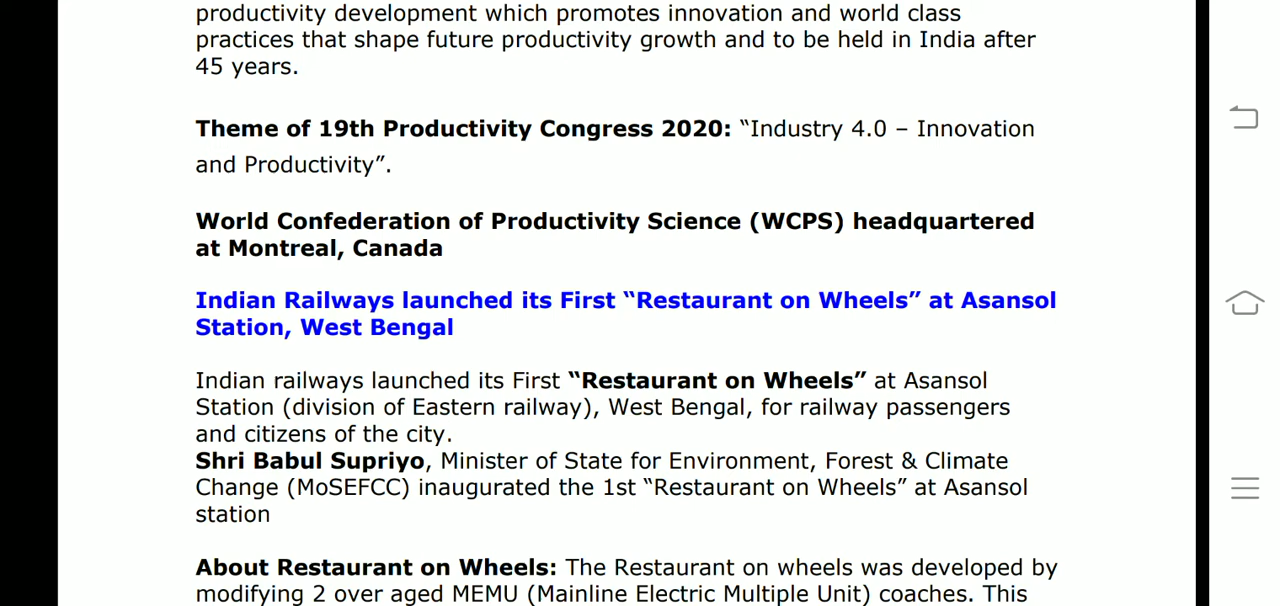 productivity development which promotes innovation and world class
practices that shape future productivity growth and to be held in India after
45 years.
Theme of 19th Productivity Congress 2020: “Industry 4.0 – Innovation
and Productivity”.
World Confederation of Productivity Science (WCPS) headquartered
at Montreal, Canada
Indian Railways launched its First “Restaurant on Wheels” at Asansol
Station, West Bengal
Indian railways launched its First “Restaurant on Wheels” at Asansol
Station (division of Eastern railway), West Bengal, for railway passengers
and citizens of the city.
Shri Babul Supriyo, Minister of State for Environment, Forest & Climate
Change (MoSEFCC) inaugurated the 1st “Restaurant on Wheels” at Asansol
station
About Restaurant on Wheels: The Restaurant on wheels was developed by
modifying 2 over aged MEMU (Mainline Electric Multiple Unit) coaches. This